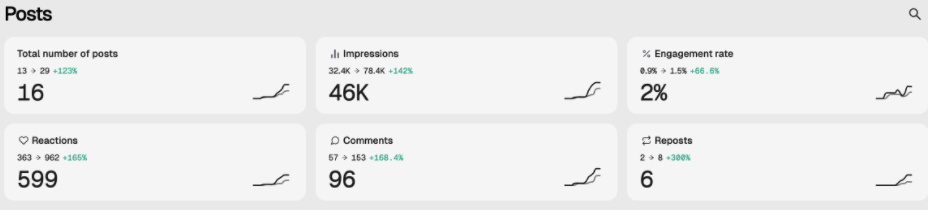 Posts
Total number of posts
13 → 29 +123%
16
Impressions
32.4K → 78.4K +142%
46K
Engagement rate
0.9% → 1.5% +66.6%
2%
Reactions
363 → 962 +165%
599
Comments
57 → 153 +168.4%
96
Reposts
2 → 8 +300%
6